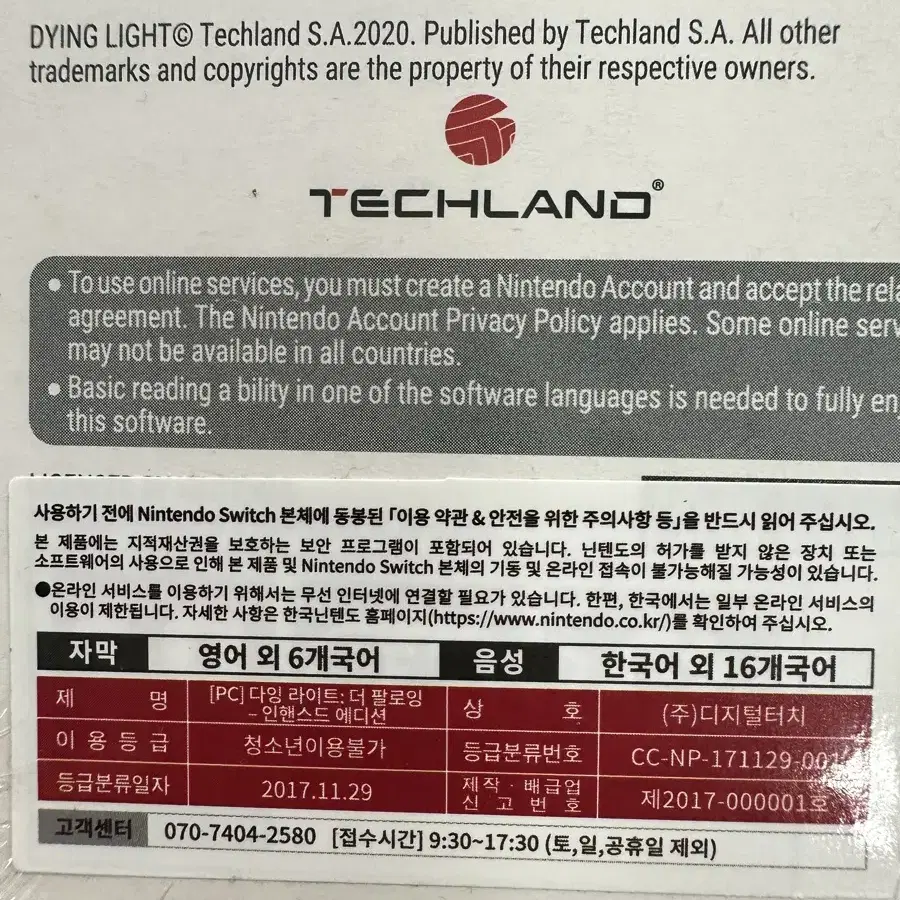 DYING LIGHT© Techland S.A.2020. Published by Techland S.A. All other
trademarks and copyrights are the property of their respective owners.
TECHLAND®
● To use online services, you must create a Nintendo Account and accept the
agreement. The Nintendo Account Privacy Policy applies. Some online
may not be available in all countries.
● Basic reading a bility in one of the software languages is needed to fully
this software.
사용하기 전에 Nintendo Switch 본체에 동봉된 「이용 약관 & 안전을 위한 주의사항 등」을 반드시 읽어 주십시오.
본 제품에는 지적재산권을 보호하는 보안 프로그램이 포함되어 있습니다. 닌텐도의 허가를 받지 않은 장치 또는
소프트웨어의 사용으로 인해 본 제품 및 Nintendo Switch 본체의 기동 및 온라인 접속이 불가능해질 가능성이 있습니다.
●온라인 서비스를 이용하기 위해서는 무선 인터넷에 연결할 필요가 있습니다. 한편, 한국에서는 일부 온라인 서비스의
이용이 제한됩니다. 자세한 사항은 한국닌텐도 홈페이지(https://www.nintendo.co.kr/)를 확인하여 주십시오.
자막 영어 외 6개국어 음성 한국어 외 16개국어
제 명 [PC] 다잉 라이트: 더 팔로잉
– 인핸스드 에디션
상 호 (주)디지털터치
이용등급 청소년이용불가 등급분류번호 CC-NP-171129-001
등급분류일자 2017.11.29 제작 · 배급업
신 고 번 호 제2017-000001호
고객센터 070-7404-2580 [접수시간] 9:30~17:30 (토,일,공휴일 제외)